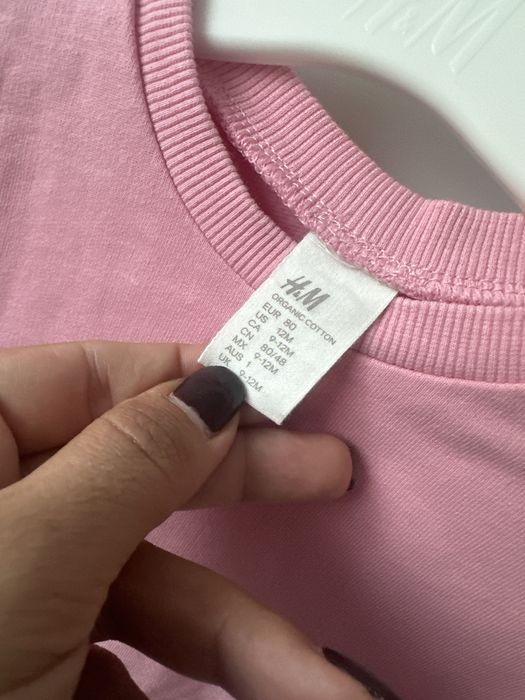 H&M
H&M
ORGANIC COTTON
EUR 80
US 12M
CA 9-12M
CN 80/48
MX 9-12M
AUS 1
UK 9-12M